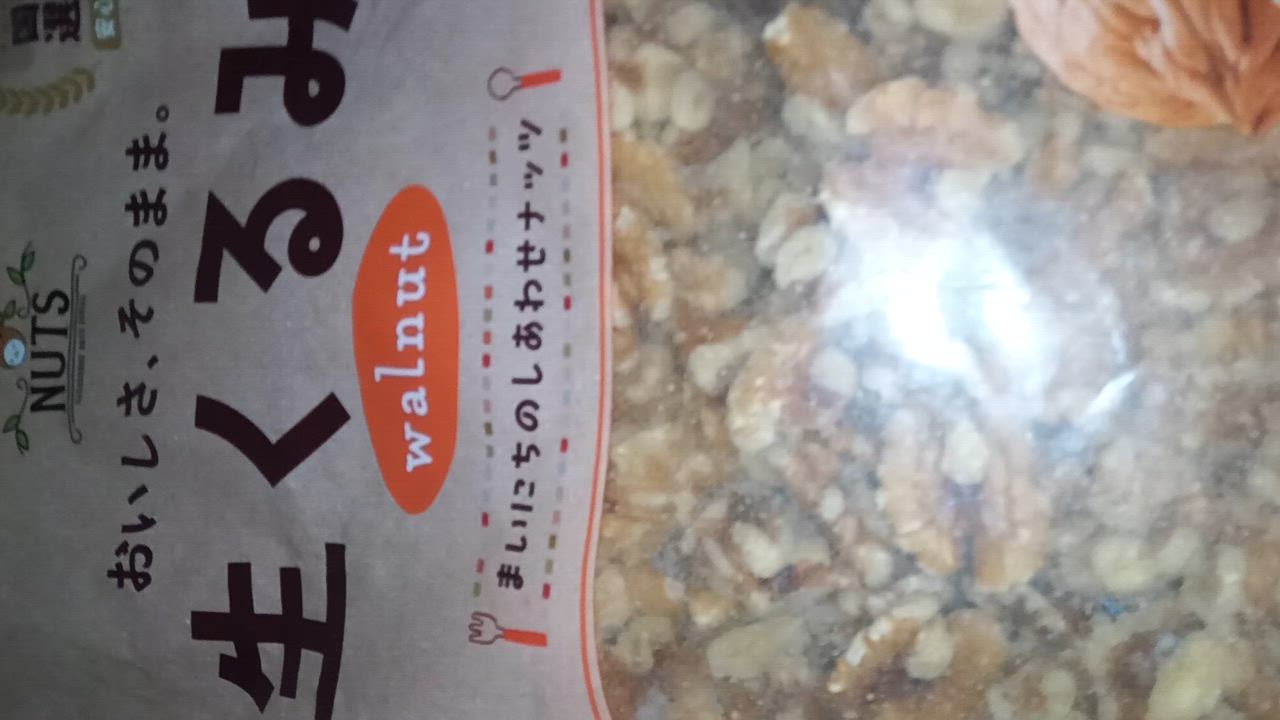 NUTS
おいしさ、そのまま。
生くるみ
walnut
まいにちのしあわせナッツ